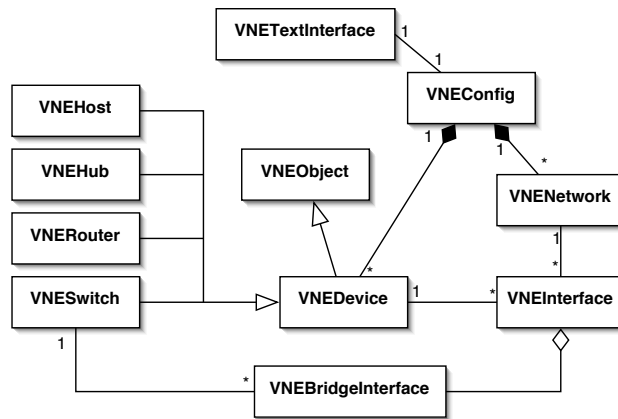 VNETextInterface
1
1
VNEConfig
1
1
*
VNEHost
VNEHub
VNEObject
VNENetwork
1
*
VNERouter
VNESwitch
VNEDevice
*
1
*
VNEInterface
1
*
VNEBridgeInterface